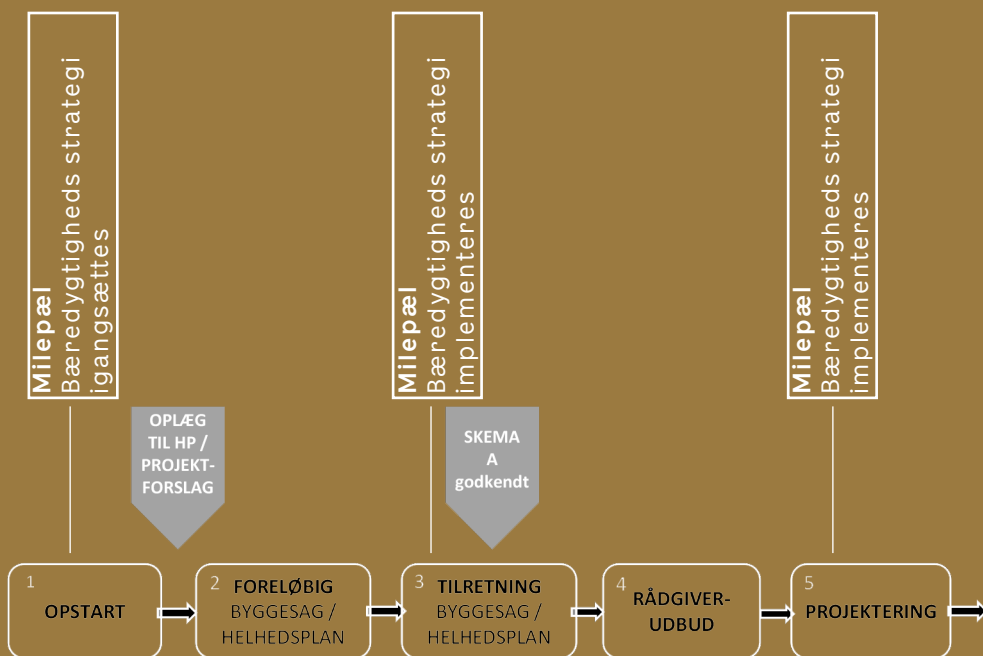 Milepæl
Bæredygtigheds strategi
igangsættes
Milepæl
Bæredygtigheds strategi
implementeres
Milepæl
Bæredygtigheds strategi
implementeres
OPLÆG
TIL HP /
PROJEKT-
FORSLAG
SKEMA
A
godkendt
1
OPSTART
2
FORELØBIG
BYGGESAG /
HELHEDSPLAN
3
TILRETNING
BYGGESAG /
HELHEDSPLAN
4
RÅDGIVER-
UDBUD
5
PROJEKTERING